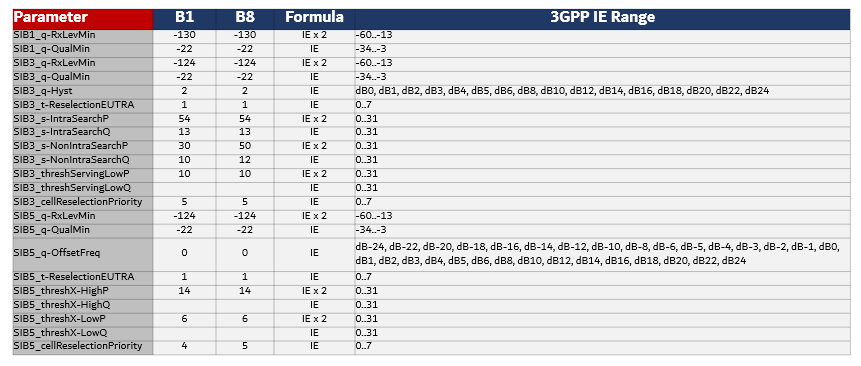 Parameter B1 B8 Formula 3GPP IE Range
SIB1_q-RxLevMin -130 -130 IE x 2 -60..-13
SIB1_q-QualMin -22 -22 IE -34..-3
SIB3_q-RxLevMin -124 -124 IE x 2 -60..-13
SIB3_q-QualMin -22 -22 IE -34..-3
SIB3_q-Hyst 2 2 IE dB0, dB1, dB2, dB3, dB4, dB5, dB6, dB8, dB10, dB12, dB14, dB16, dB18, dB20, dB22, dB24
SIB3_t-ReselectionEUTRA 1 1 IE 0..7
SIB3_s-IntraSearchP 54 54 IE x 2 0..31
SIB3_s-IntraSearchQ 13 13 IE 0..31
SIB3_s-NonIntraSearchP 30 50 IE x 2 0..31
SIB3_s-NonIntraSearchQ 10 12 IE 0..31
SIB3_threshServingLowP 10 10 IE x 2 0..31
SIB3_threshServingLowQ IE 0..31
SIB3_cellReselectionPriority 5 5 IE 0..7
SIB5_q-RxLevMin -124 -124 IE x 2 -60..-13
SIB5_q-QualMin -22 -22 IE -34..-3
SIB5_q-OffsetFreq 0 0 IE dB-24, dB-22, dB-20, dB-18, dB-16, dB-14, dB-12, dB-10, dB-8, dB-6, dB-5, dB-4, dB-3, dB-2, dB-1, dB0,
dB1, dB2, dB3, dB4, dB5, dB6, dB8, dB10, dB12, dB14, dB16, dB18, dB20, dB22, dB24
SIB5_t-ReselectionEUTRA 1 1 IE 0..7
SIB5_threshX-HighP 14 14 IE x 2 0..31
SIB5_threshX-HighQ IE 0..31
SIB5_threshX-LowP 6 6 IE x 2 0..31
SIB5_threshX-LowQ IE 0..31
SIB5_cellReselectionPriority 4 5 IE 0..7